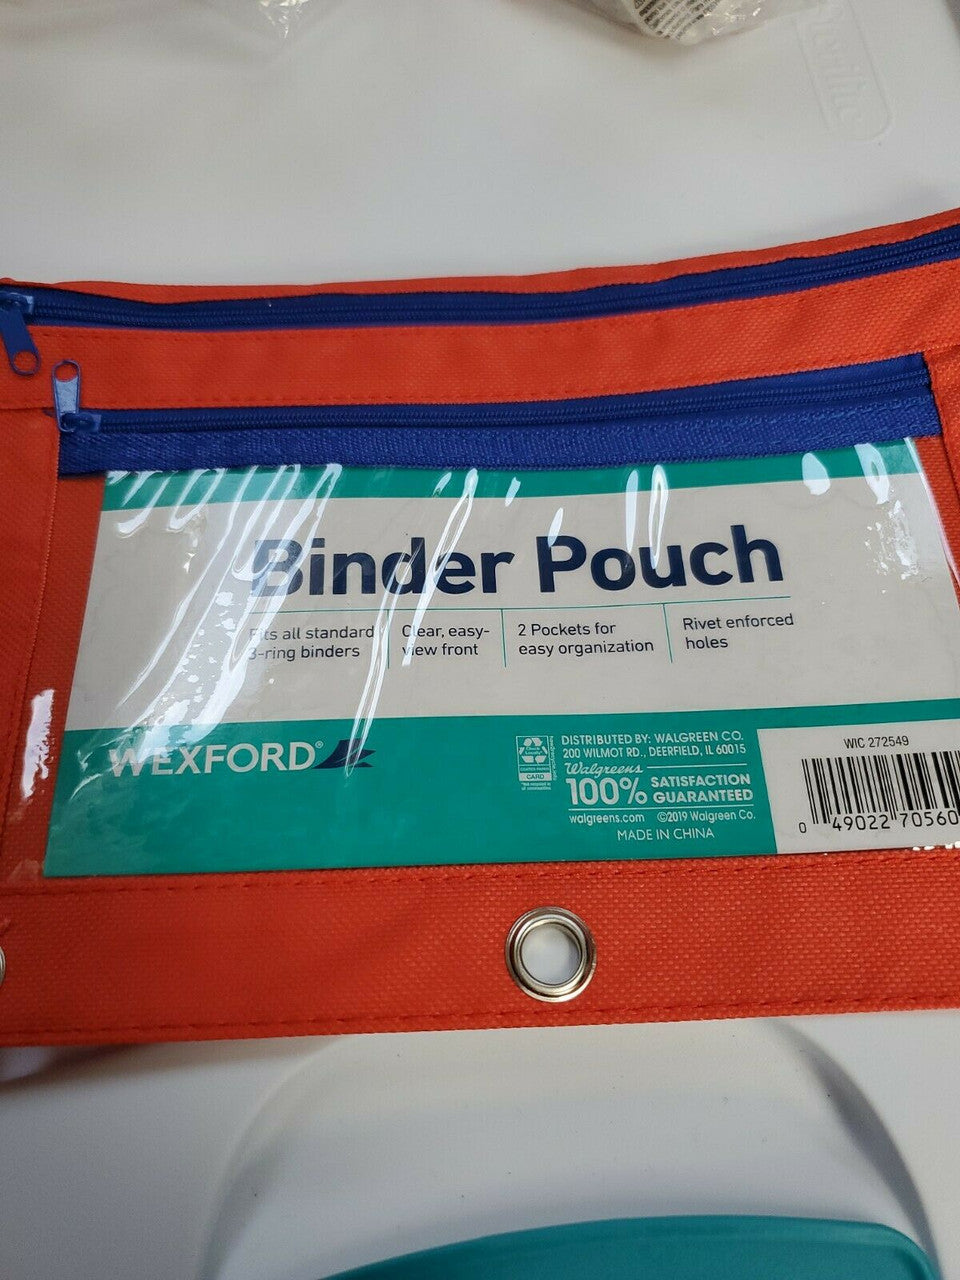 Binder Pouch
Fits all standard
3-ring binders
Clear, easy-
view front
2 Pockets for
easy organization
Rivet enforced
holes
WEXFORD®
DISTRIBUTED BY: WALGREEN CO.
200 WILMOT RD., DEERFIELD, IL 60015
Walgreens
100% SATISFACTION
GUARANTEED
walgreens.com ©2019 Walgreen Co.
MADE IN CHINA
CARD
WIC 272549
0 49022 70560